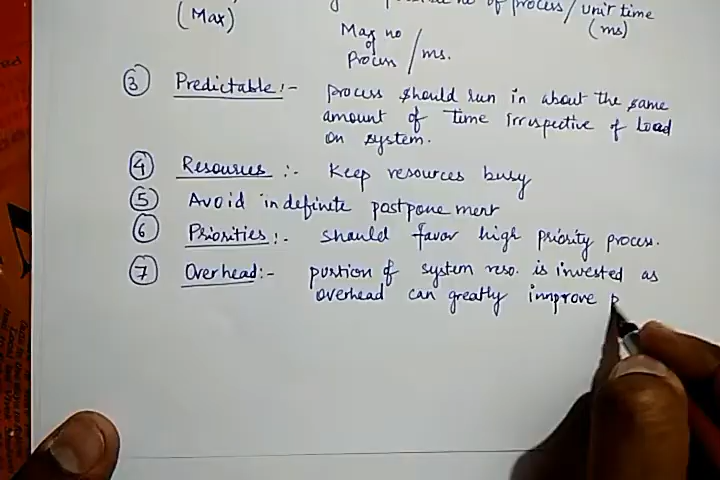 of process / unit time
(Max)
(ms)
Max no
of
Process / ms.
③ Predictable :- process should run in about the same
amount of time irrespective of Load
on system.
④ Resources :- Keep resources busy
⑤ Avoid indefinite postponement
⑥ Priorities :- should favor high priority process.
⑦ Overhead :- portion of system reso. is invested as
overhead can greatly improve p